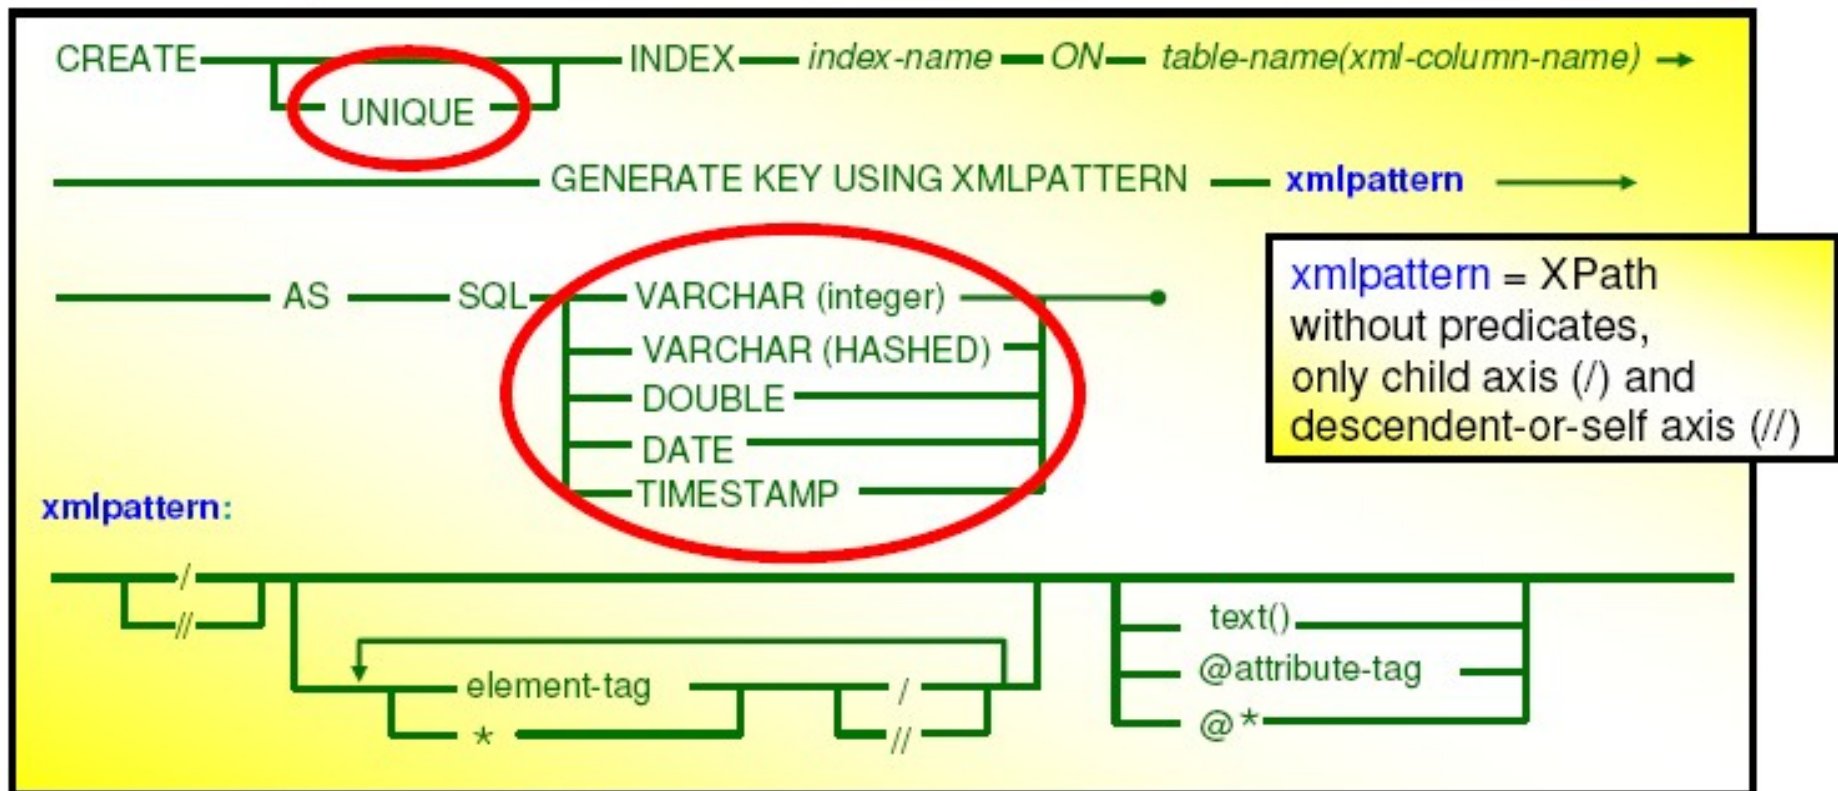 CREATE INDEX index-name ON table-name(xml-column-name)
UNIQUE
GENERATE KEY USING XMLPATTERN xmlpattern
AS SQL VARCHAR (integer)
VARCHAR (HASHED)
DOUBLE
DATE
TIMESTAMP
xmlpattern = XPath
without predicates,
only child axis (/) and
descendent-or-self axis (//)
xmlpattern:
/
//
element-tag /
* //
text()
@attribute-tag
@*